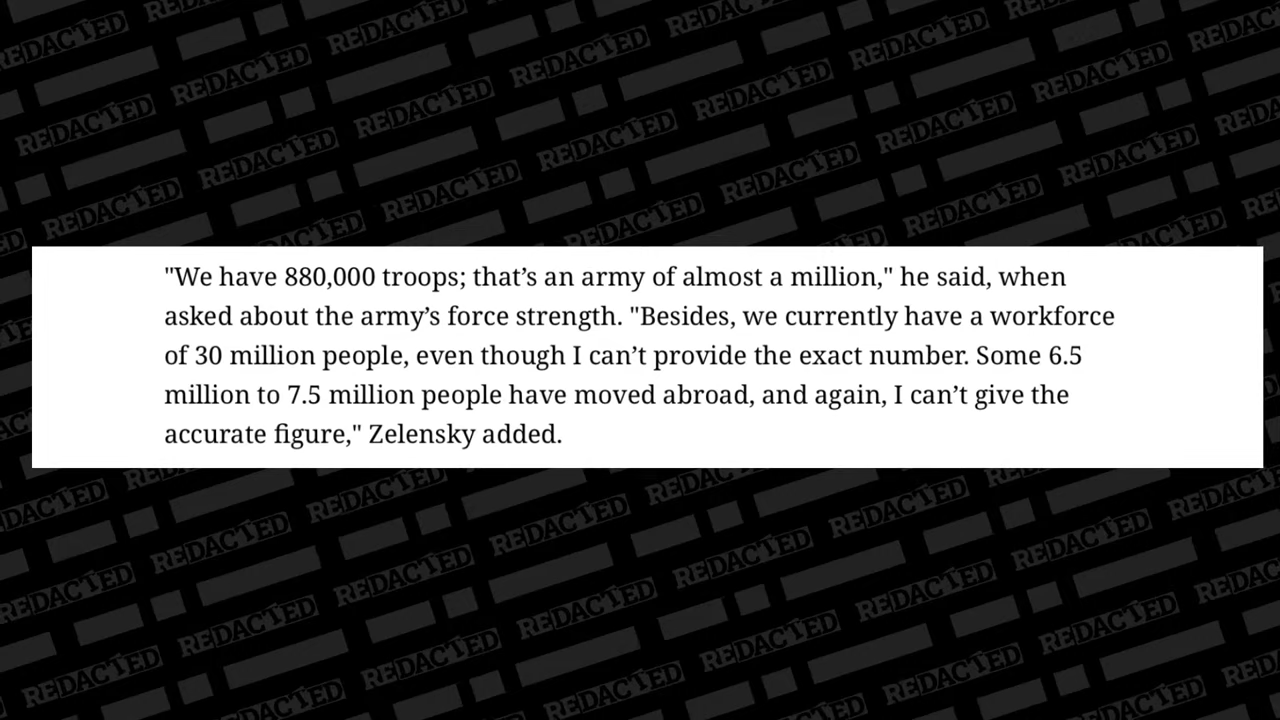 "We have 880,000 troops; that’s an army of almost a million," he said, when
asked about the army’s force strength. "Besides, we currently have a workforce
of 30 million people, even though I can’t provide the exact number. Some 6.5
million to 7.5 million people have moved abroad, and again, I can’t give the
accurate figure," Zelensky added.
REDACTED